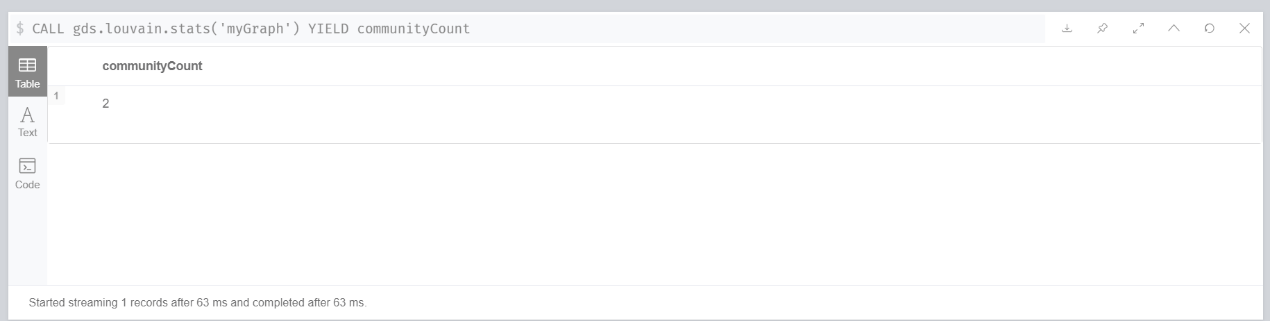 $ CALL gds.louvain.stats('myGraph') YIELD communityCount
Table
communityCount
1
2
Text
Code
Started streaming 1 records after 63 ms and completed after 63 ms.